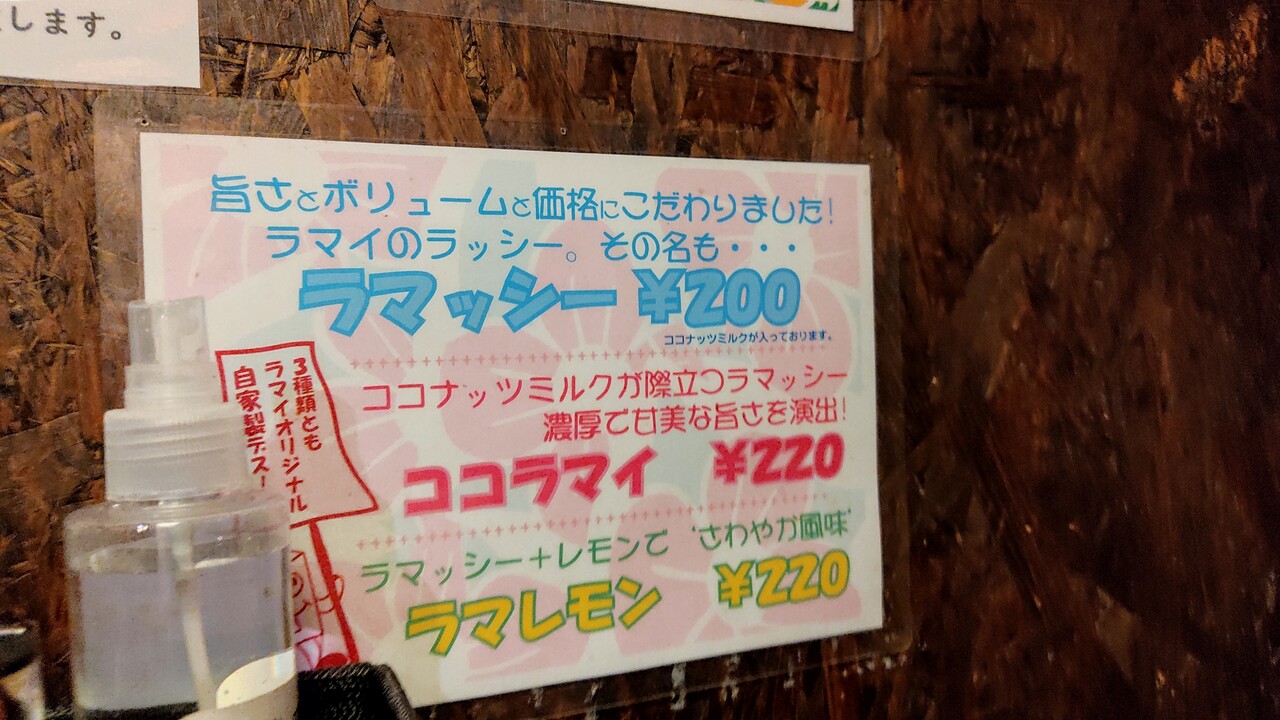 します。
旨さとボリュームと価格にこだわりました!
ラマイのラッシー。その名も・・・
ラマッシー ¥200
ココナッツミルクが入っております。
3種類とも
ラマイオリジナル
自家製デス!
ココナッツミルクが際立つラマッシー
濃厚で甘美な旨さを演出!
ココラマイ ¥220
ラマッシー+レモンで "さわやか風味"
ラマレモン ¥220